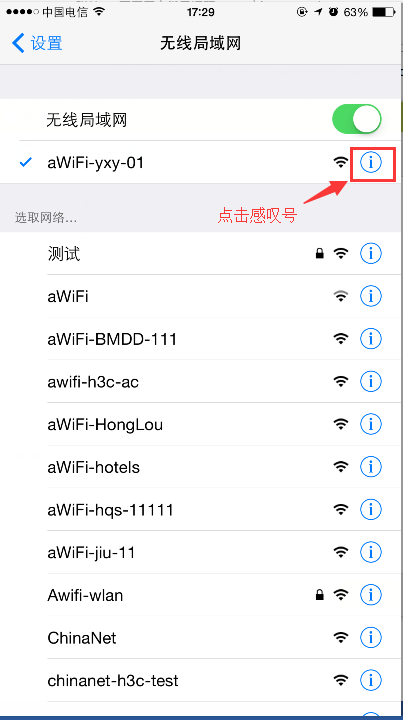 中国电信 17:29 63%
设置 无线局域网
无线局域网
aWiFi-yxy-01
点击感叹号
选取网络...
测试
aWiFi
aWiFi-BMDD-111
awifi-h3c-ac
aWiFi-HongLou
aWiFi-hotels
aWiFi-hqs-11111
aWiFi-jiu-11
Awifi-wlan
ChinaNet
chinanet-h3c-test